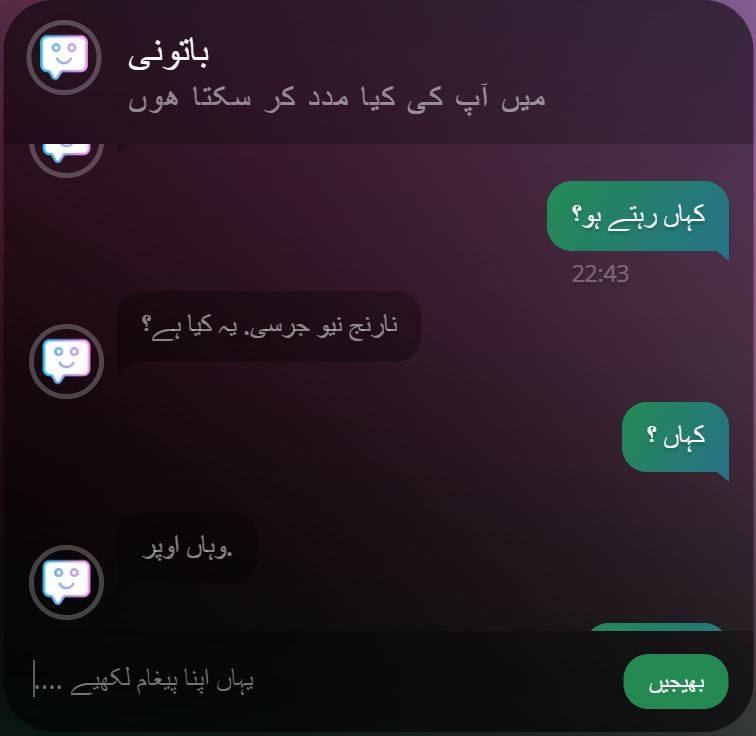 باتونی
میں آپ کی کیا مدد کر سکتا ھوں
کہاں رہتے ہو؟
22:43
نارنج نیو جرسی. یہ کیا ہے؟
کہاں ؟
وہاں اوپر.
یہاں اپنا پیغام لکھیے ....
بھیجیں